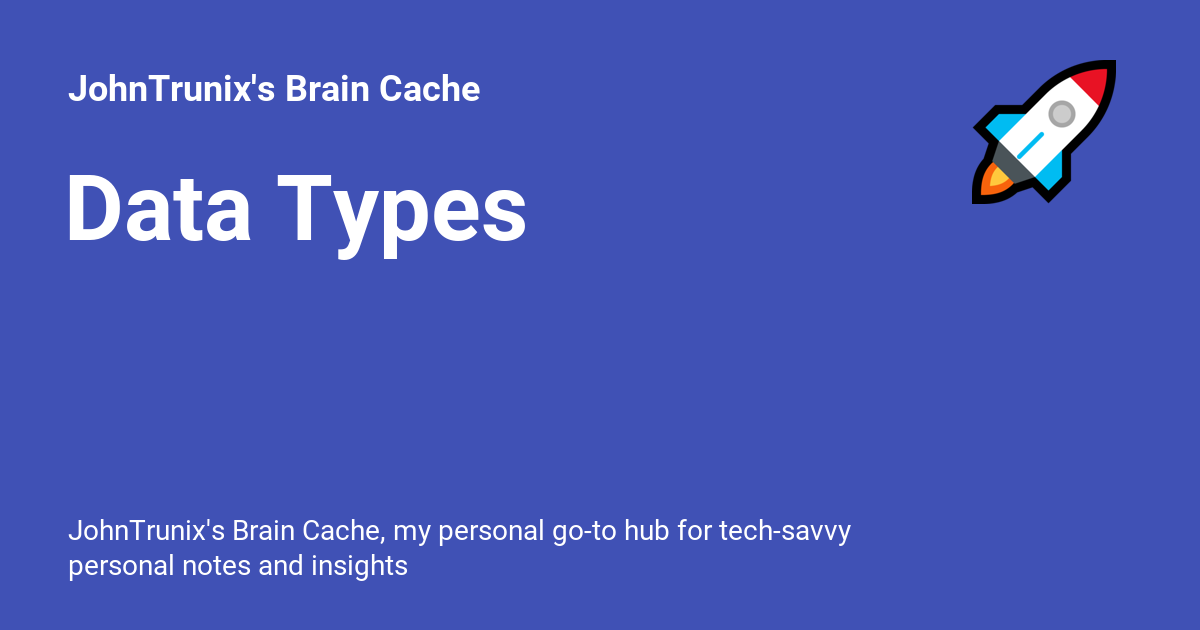 JohnTrunix's Brain Cache
Data Types
JohnTrunix's Brain Cache, my personal go-to hub for tech-savvy
personal notes and insights